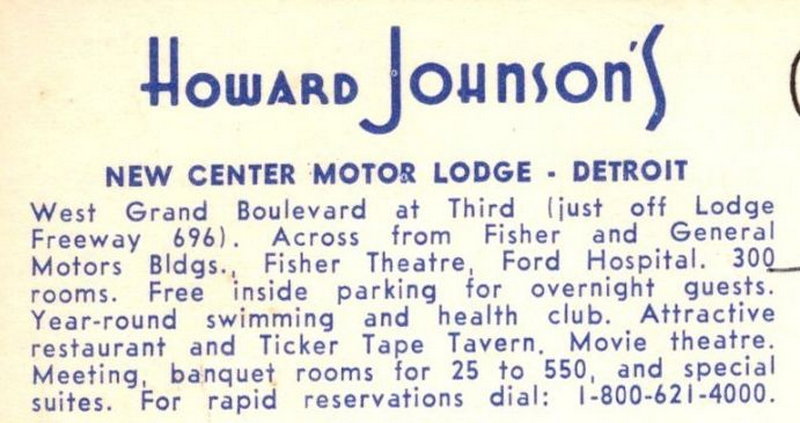 Howard Johnson's
NEW CENTER MOTOR LODGE - DETROIT
West Grand Boulevard at Third (just off Lodge
Freeway 696). Across from Fisher and General
Motors Bldgs., Fisher Theatre, Ford Hospital. 300
rooms. Free inside parking for overnight guests.
Year-round swimming and health club. Attractive
restaurant and Ticker Tape Tavern. Movie theatre.
Meeting, banquet rooms for 25 to 550, and special
suites. For rapid reservations dial: 1-800-621-4000.